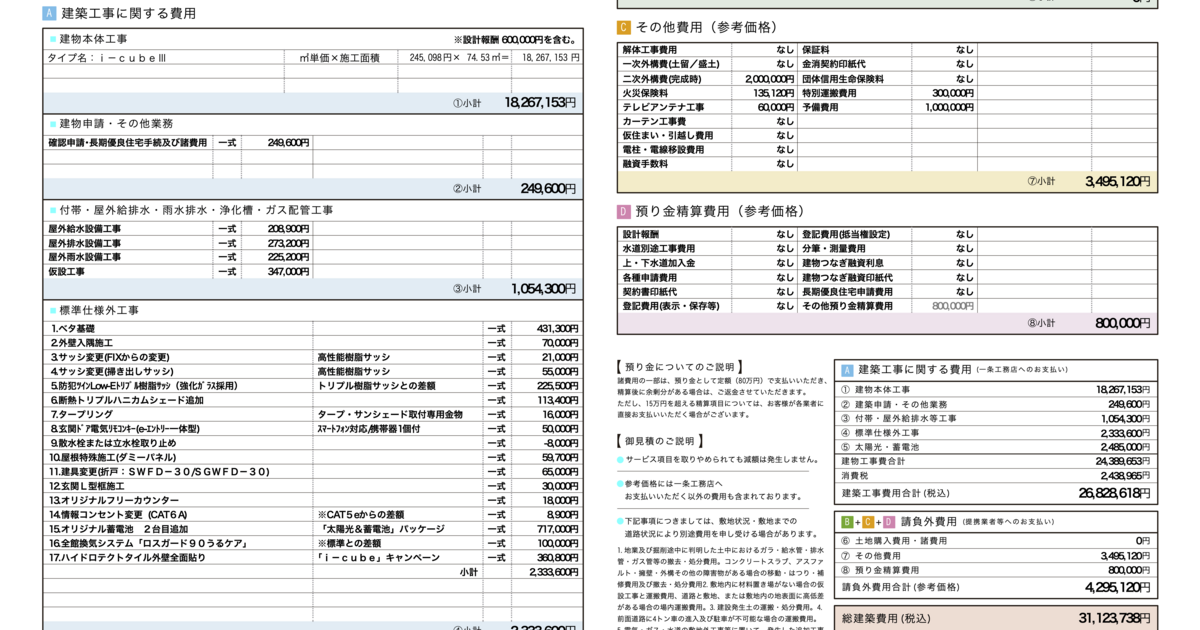 A 建築工事に関する費用
建物本体工事 ※設計報酬 600,000円を含む。
タイプ名：ｉ－ｃｕｂｅⅢ ㎡単価×施工面積 245,098円× 74.53㎡＝ 18,267,153 円
①小計 18,267,153円
建物申請・その他業務
確認申請･長期優良住宅手続及び諸費用 一式 249,600円
②小計 249,600円
付帯・屋外給排水・雨水排水・浄化槽・ガス配管工事
屋外給水設備工事 一式 208,900円
屋外排水設備工事 一式 273,200円
屋外雨水設備工事 一式 225,200円
仮設工事 一式 347,000円
③小計 1,054,300円
標準仕様外工事
1.ベタ基礎 一式 431,300円
2.外壁入隅施工 一式 70,000円
3.サッシ変更(FIXからの変更) 高性能樹脂サッシ 一式 21,000円
4.サッシ変更(掃き出しサッシ) 高性能樹脂サッシ 一式 55,000円
5.防犯ﾂｲﾝLow-Eﾄﾘﾌﾟﾙ樹脂ｻｯｼ（強化ｶﾞﾗｽ採用） トリプル樹脂サッシとの差額 一式 225,500円
6.断熱トリプルハニカムシェード追加 一式 113,400円
7.タープリング タープ・サンシェード取付専用金物 一式 16,000円
8.玄関ﾄﾞｱ電気ﾘﾓｺﾝｷｰ(e-ｴﾝﾄﾘｰ一体型) ｽﾏｰﾄﾌｫﾝ対応/携帯器1個付 一式 50,000円
9.散水栓または立水栓取り止め 一式 -8,000円
10.屋根特殊施工(ダミーパネル) 一式 59,700円
11.建具変更(折戸：ＳＷＦＤ－３０/ＳＧＷＦＤ－３０) 一式 65,000円
12.玄関Ｌ型框施工 一式 30,000円
13.オリジナルフリーカウンター 一式 18,000円
14.情報コンセント変更（CAT６A） ※CAT５eからの差額 一式 8,900円
15.オリジナル蓄電池　２台目追加 「太陽光＆蓄電池」パッケージ 一式 717,000円
16.全館換気システム「ロスガード９０うるケア」 ※標準との差額 一式 100,000円
17.ハイドロテクトタイル外壁全面貼り 「ｉ－ｃｕｂｅ」キャンペーン 一式 360,800円
小計 2,333,600円
C その他費用（参考価格）
解体工事費用 なし 保証料 なし
一次外構費(土留／盛土) なし 金消契約印紙代 なし
二次外構費(完成時) 2,000,000円 団体信用生命保険料 なし
火災保険料 135,120円 特別運搬費用 300,000円
テレビアンテナ工事 60,000円 予備費用 1,000,000円
カーテン工事費 なし
仮住まい・引越し費用 なし
電柱・電線移設費用 なし
融資手数料 なし
⑦小計 3,495,120円
D 預り金精算費用（参考価格）
設計報酬 なし 登記費用(抵当権設定) なし
水道別途工事費用 なし 分筆・測量費用 なし
上・下水道加入金 なし 建物つなぎ融資利息 なし
各種申請費用 なし 建物つなぎ融資印紙代 なし
契約書印紙代 なし 長期優良住宅申請費用 なし
登記費用(表示・保存等) なし その他預り金精算費用 800,000円
⑧小計 800,000円
【 預り金についてのご説明 】
諸費用の一部は、預り金として定額（80万円）で支払いいただき、
精算後に余剰分がある場合は、ご返金させていただきます。
ただし、15万円を超える精算項目については、お客様が各業者に
直接お支払いいただく場合がございます。
【 御見積のご説明 】
サービス項目を取りやめられても減額は発生しません。
参考価格には一条工務店へ
お支払いいただく以外の費用も含まれております。
下記事項につきましては、敷地状況・敷地までの
道路状況により別途費用を申し受ける場合があります。
1. 地業及び掘削途中に判明した土中におけるガラ・給水管・排水
管・ガス管等の撤去・処分費用。コンクリートスラブ、アスファ
ルト・擁壁・外構その他の障害物がある場合の移動・はつり・補
修費用及び撤去・処分費用2. 敷地内に材料置き場がない場合の仮
設工事と運搬費用、道路と敷地、または敷地内の地表面に高低差
がある場合の場内運搬費用。3. 建設発生土の運搬・処分費用。4.
前面道路に4トン車の進入及び駐車が不可能な場合の運搬費用。
A 建築工事に関する費用 (一条工務店へのお支払い)
① 建物本体工事 18,267,153円
② 建築申請・その他業務 249,600円
③ 付帯・屋外給排水等工事 1,054,300円
④ 標準仕様外工事 2,333,600円
⑤ 太陽光・蓄電池 2,485,000円
建物工事費合計 24,389,653円
消費税 2,438,965円
建築工事費用合計 (税込) 26,828,618円
B + C + D 請負外費用 (提携業者等へのお支払い)
⑥ 土地購入費用・諸費用 0円
⑦ その他費用 3,495,120円
⑧ 預り金精算費用 800,000円
請負外費用合計 (参考価格) 4,295,120円
総建築費用 (税込) 31,123,738円